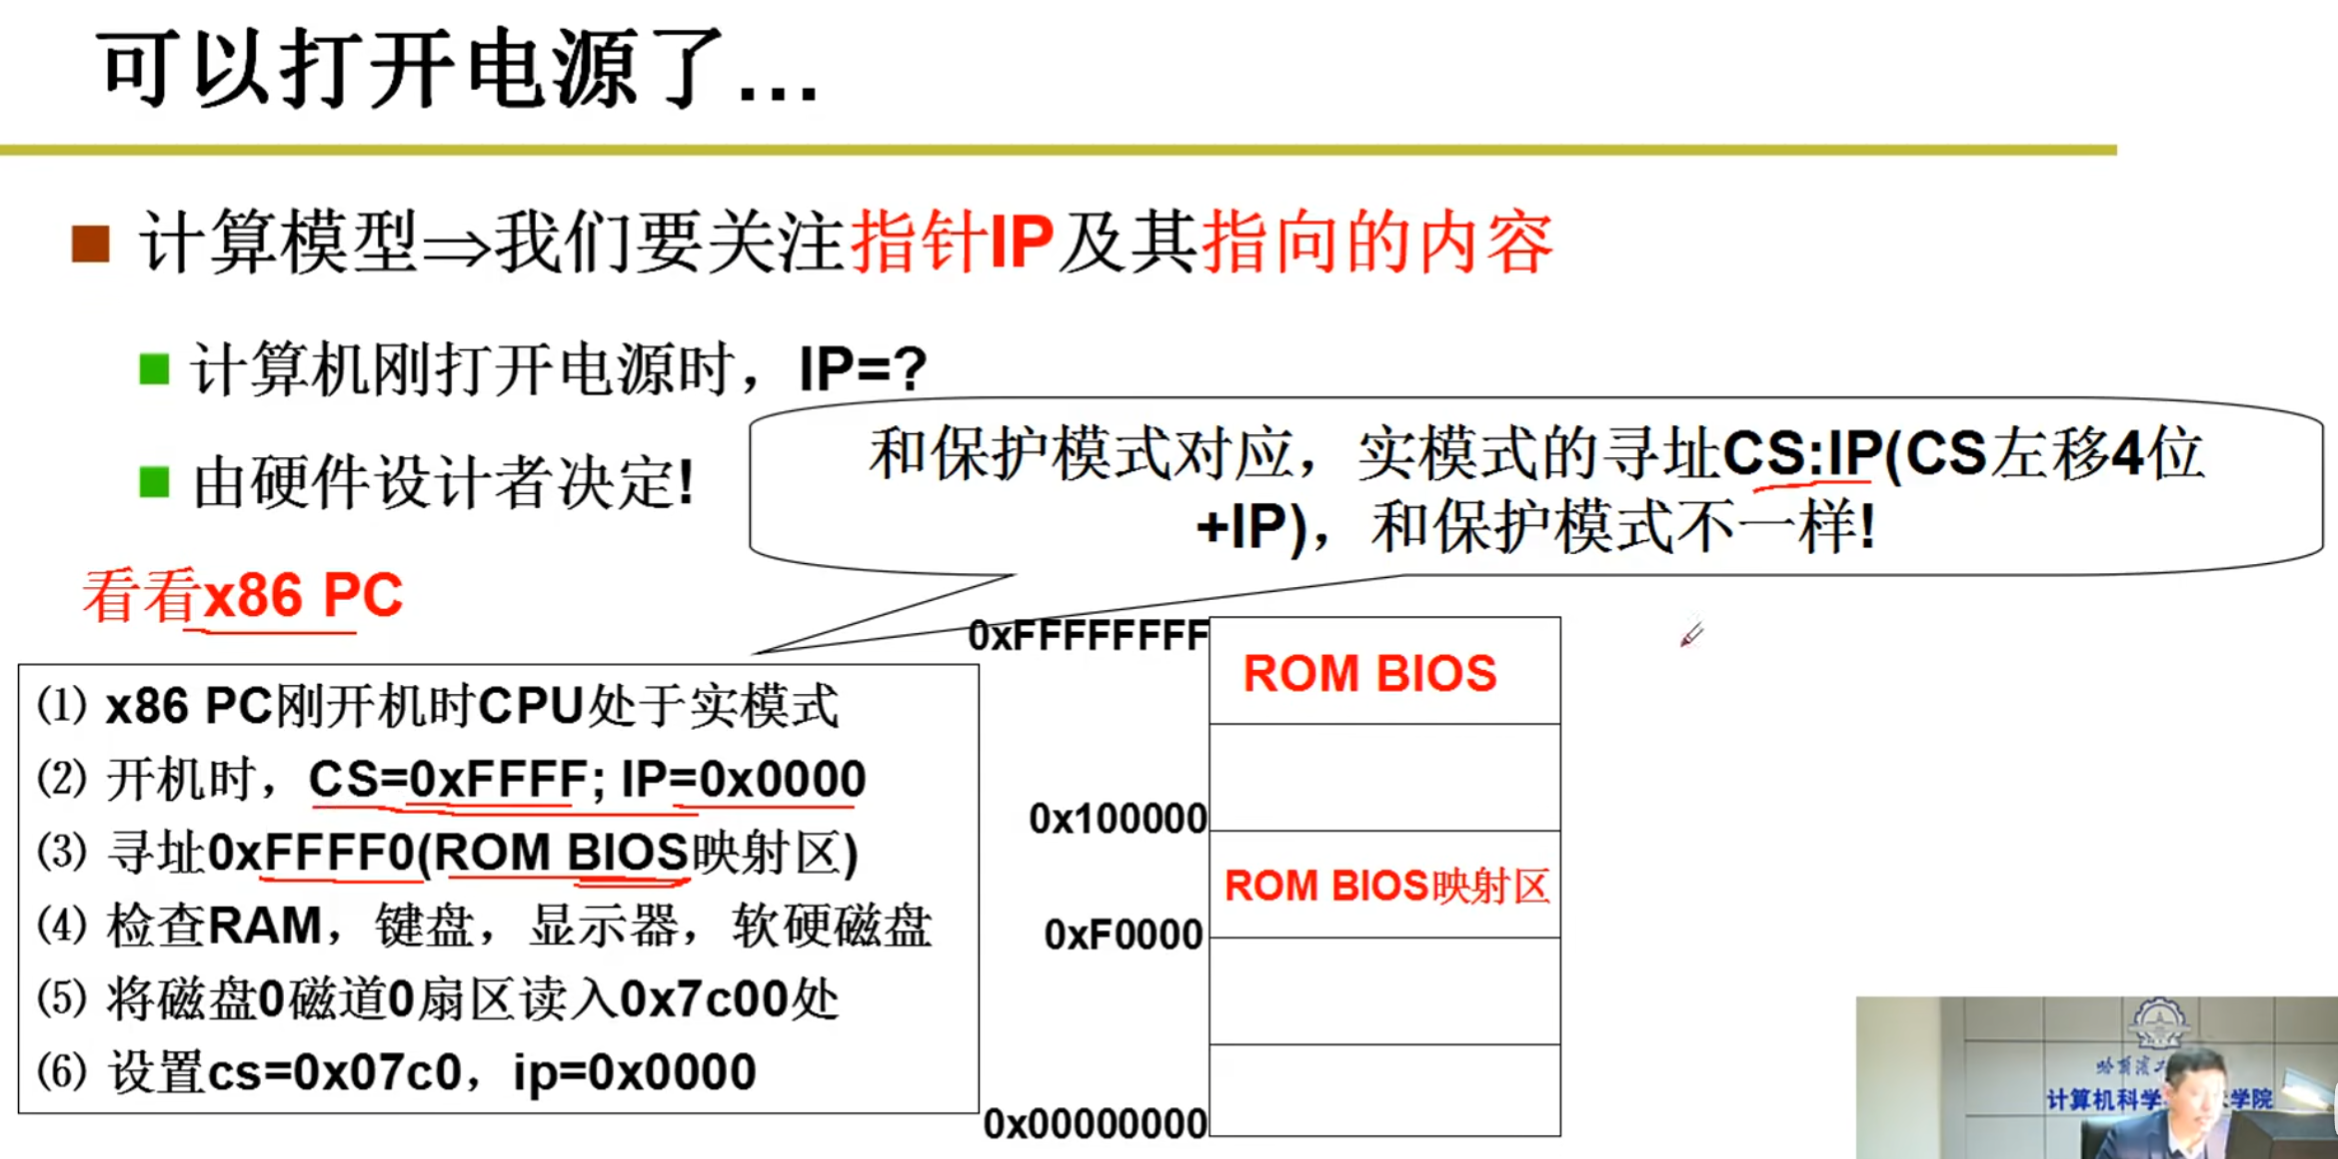 可以打开电源了...
计算模型⇒我们要关注指针IP及其指向的内容
计算机刚打开电源时，IP=?
由硬件设计者决定!
和保护模式对应，实模式的寻址CS:IP(CS左移4位
+IP)，和保护模式不一样!
看看x86 PC
(1) x86 PC刚开机时CPU处于实模式
(2) 开机时，CS=0xFFFF; IP=0x0000
(3) 寻址0xFFFF0(ROM BIOS映射区)
(4) 检查RAM，键盘，显示器，软硬磁盘
(5) 将磁盘0磁道0扇区读入0x7c00处
(6) 设置cs=0x07c0，ip=0x0000
0xFFFFFFFF
ROM BIOS
0x100000
ROM BIOS映射区
0xF0000
0x00000000
计算机科学
学院